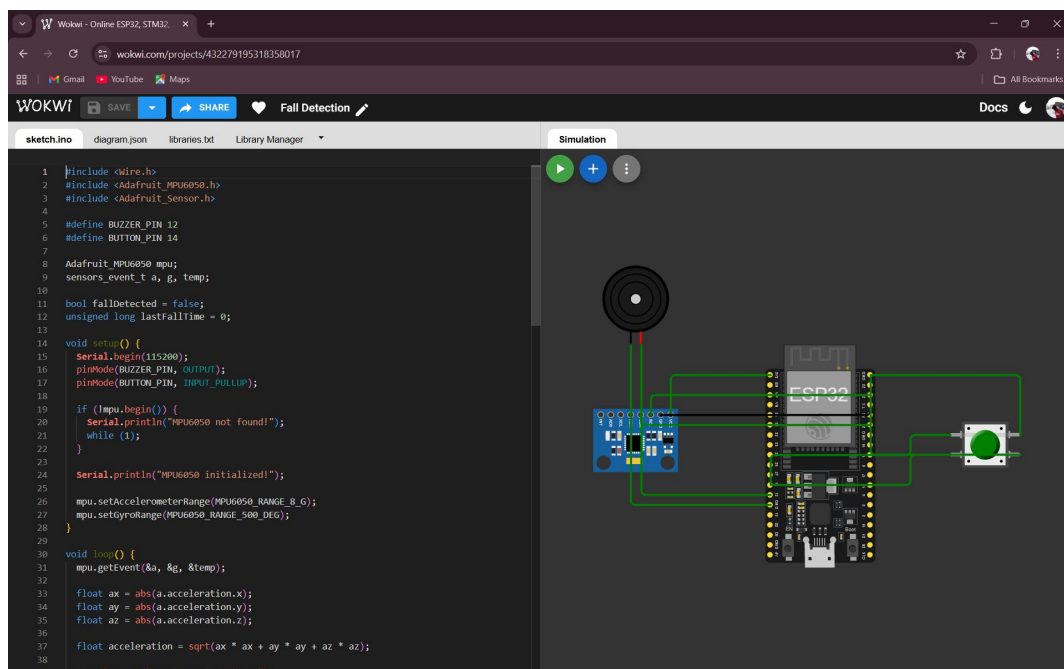 Wokwi - Online ESP32, STM32,
wokwi.com/projects/432279195318358017
Gmail YouTube Maps All Bookmarks
WOKWI SAVE SHARE Fall Detection Docs
sketch.ino diagram.json libraries.txt Library Manager Simulation
1 #include <Wire.h>
2 #include <Adafruit_MPU6050.h>
3 #include <Adafruit_Sensor.h>
4
5 #define BUZZER_PIN 12
6 #define BUTTON_PIN 14
7
8 Adafruit_MPU6050 mpu;
9 sensors_event_t a, g, temp;
10
11 bool fallDetected = false;
12 unsigned long lastFallTime = 0;
13
14 void setup() {
15 Serial.begin(115200);
16 pinMode(BUZZER_PIN, OUTPUT);
17 pinMode(BUTTON_PIN, INPUT_PULLUP);
18
19 if (!mpu.begin()) {
20 Serial.println("MPU6050 not found!");
21 while (1);
22 }
23
24 Serial.println("MPU6050 initialized!");
25
26 mpu.setAccelerometerRange(MPU6050_RANGE_8_G);
27 mpu.setGyroRange(MPU6050_RANGE_500_DEG);
28 }
29
30 void loop() {
31 mpu.getEvent(&a, &g, &temp);
32
33 float ax = abs(a.acceleration.x);
34 float ay = abs(a.acceleration.y);
35 float az = abs(a.acceleration.z);
36
37 float acceleration = sqrt(ax * ax + ay * ay + az * az);
38
ESP32
EN
Boot